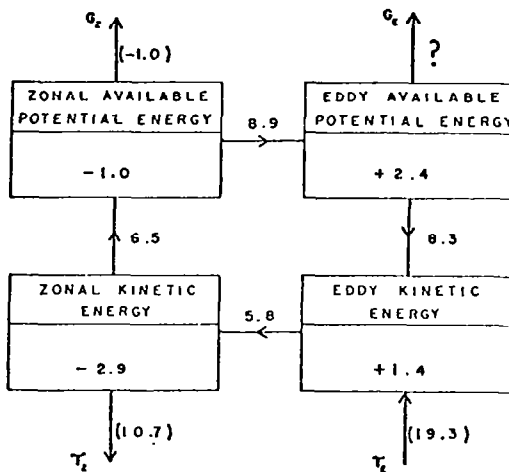 G_z G_E
(-1.0) ?
ZONAL AVAILABLE
POTENTIAL ENERGY
-1.0
8.9
EDDY AVAILABLE
POTENTIAL ENERGY
+2.4
6.5 8.3
ZONAL KINETIC
ENERGY
-2.9
5.8
EDDY KINETIC
ENERGY
+1.4
(10.7) (19.3)